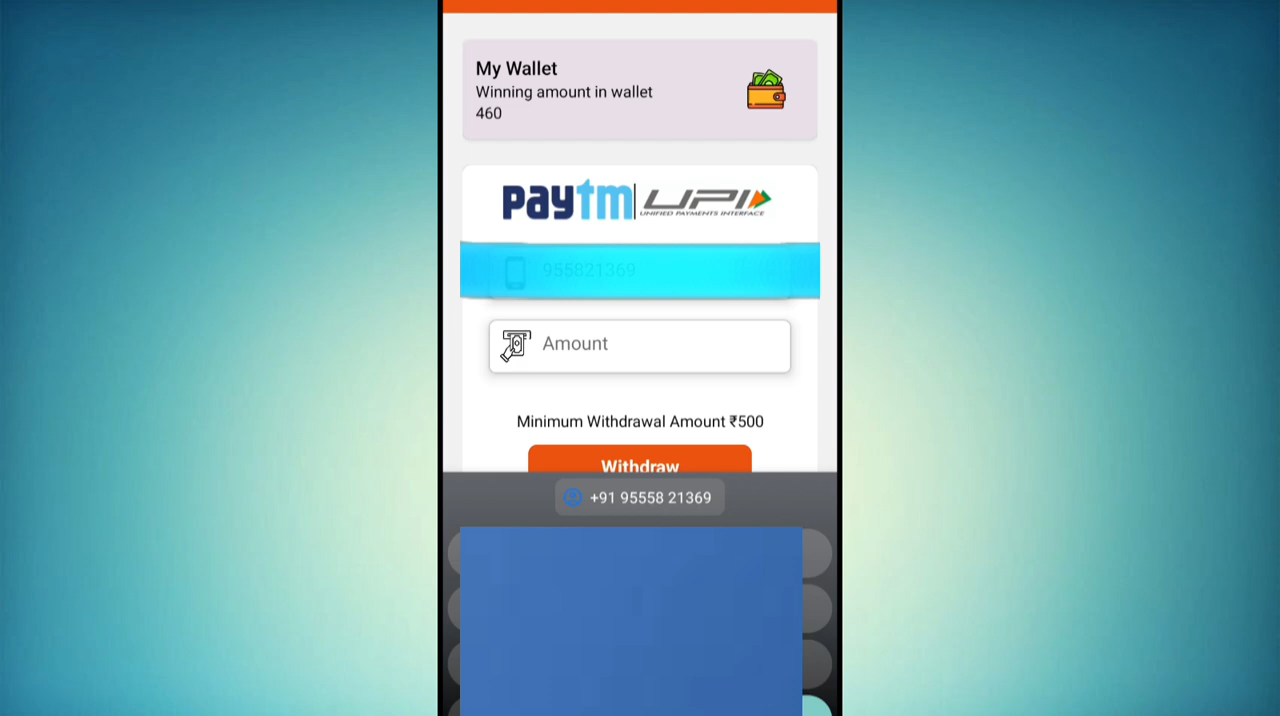 My Wallet
Winning amount in wallet
460
paytm UPI
UNIFIED PAYMENTS INTERFACE
955821369
Amount
Minimum Withdrawal Amount ₹500
Withdraw
+91 95558 21369